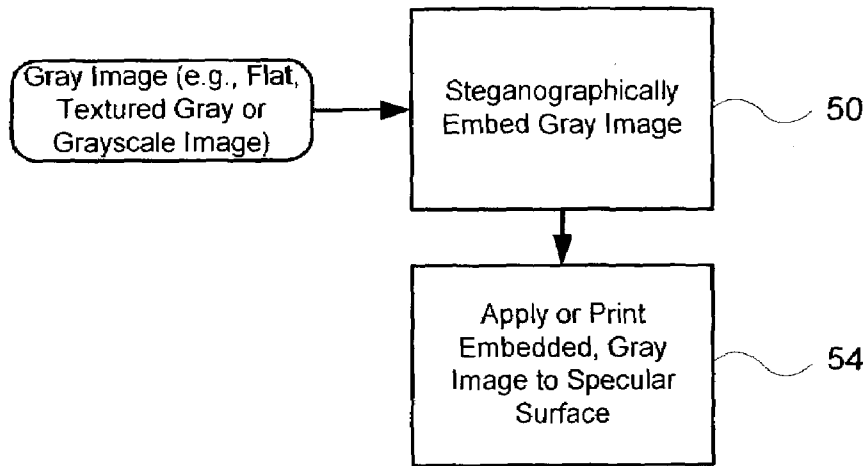 Gray Image (e.g., Flat,
Textured Gray or
Grayscale Image)
Steganographically
Embed Gray Image
50
Apply or Print
Embedded, Gray
Image to Specular
Surface
54